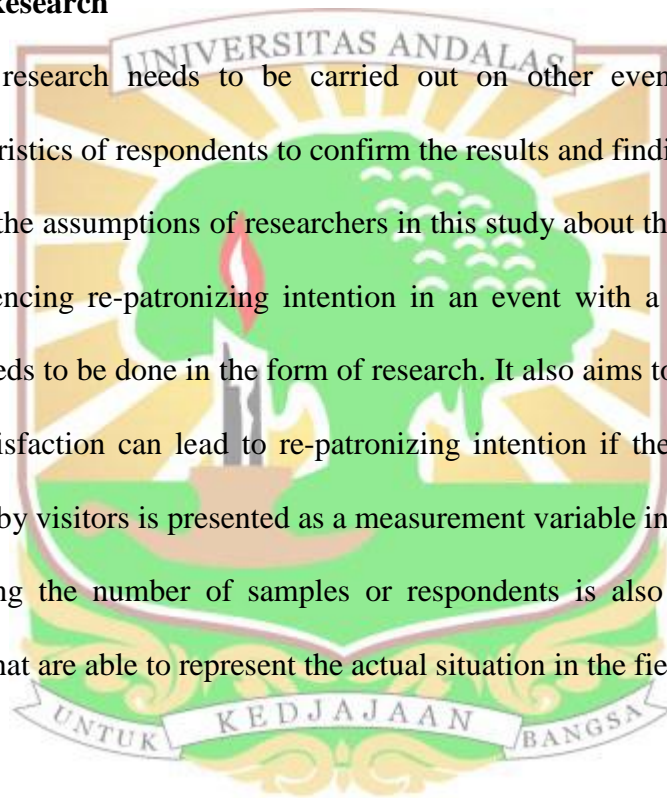 Research
UNIVERSITAS ANDALAS
research needs to be carried out on other even
ristics of respondents to confirm the results and findi
the assumptions of researchers in this study about th
encing re-patronizing intention in an event with a
eds to be done in the form of research. It also aims to
isfaction can lead to re-patronizing intention if the
by visitors is presented as a measurement variable in
ng the number of samples or respondents is also
hat are able to represent the actual situation in the fie
UNTUK KEDJAJAAN BANGSA